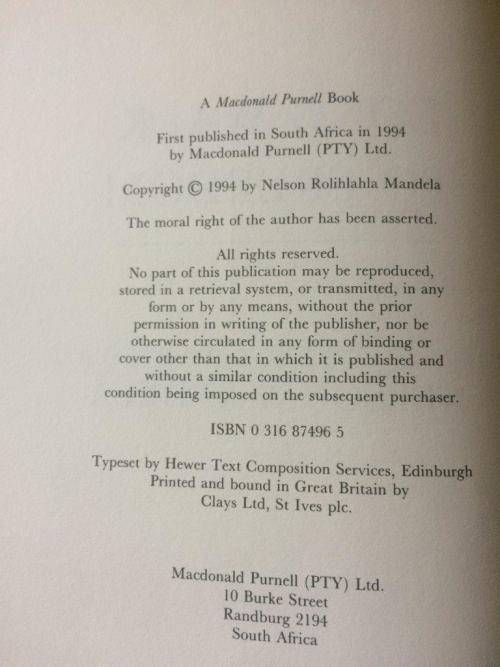 A Macdonald Purnell Book
First published in South Africa in 1994
by Macdonald Purnell (PTY) Ltd.
Copyright © 1994 by Nelson Rolihlahla Mandela
The moral right of the author has been asserted.
All rights reserved.
No part of this publication may be reproduced,
stored in a retrieval system, or transmitted, in any
form or by any means, without the prior
permission in writing of the publisher, nor be
otherwise circulated in any form of binding or
cover other than that in which it is published and
without a similar condition including this
condition being imposed on the subsequent purchaser.
ISBN 0 316 87496 5
Typeset by Hewer Text Composition Services, Edinburgh
Printed and bound in Great Britain by
Clays Ltd, St Ives plc.
Macdonald Purnell (PTY) Ltd.
10 Burke Street
Randburg 2194
South Africa